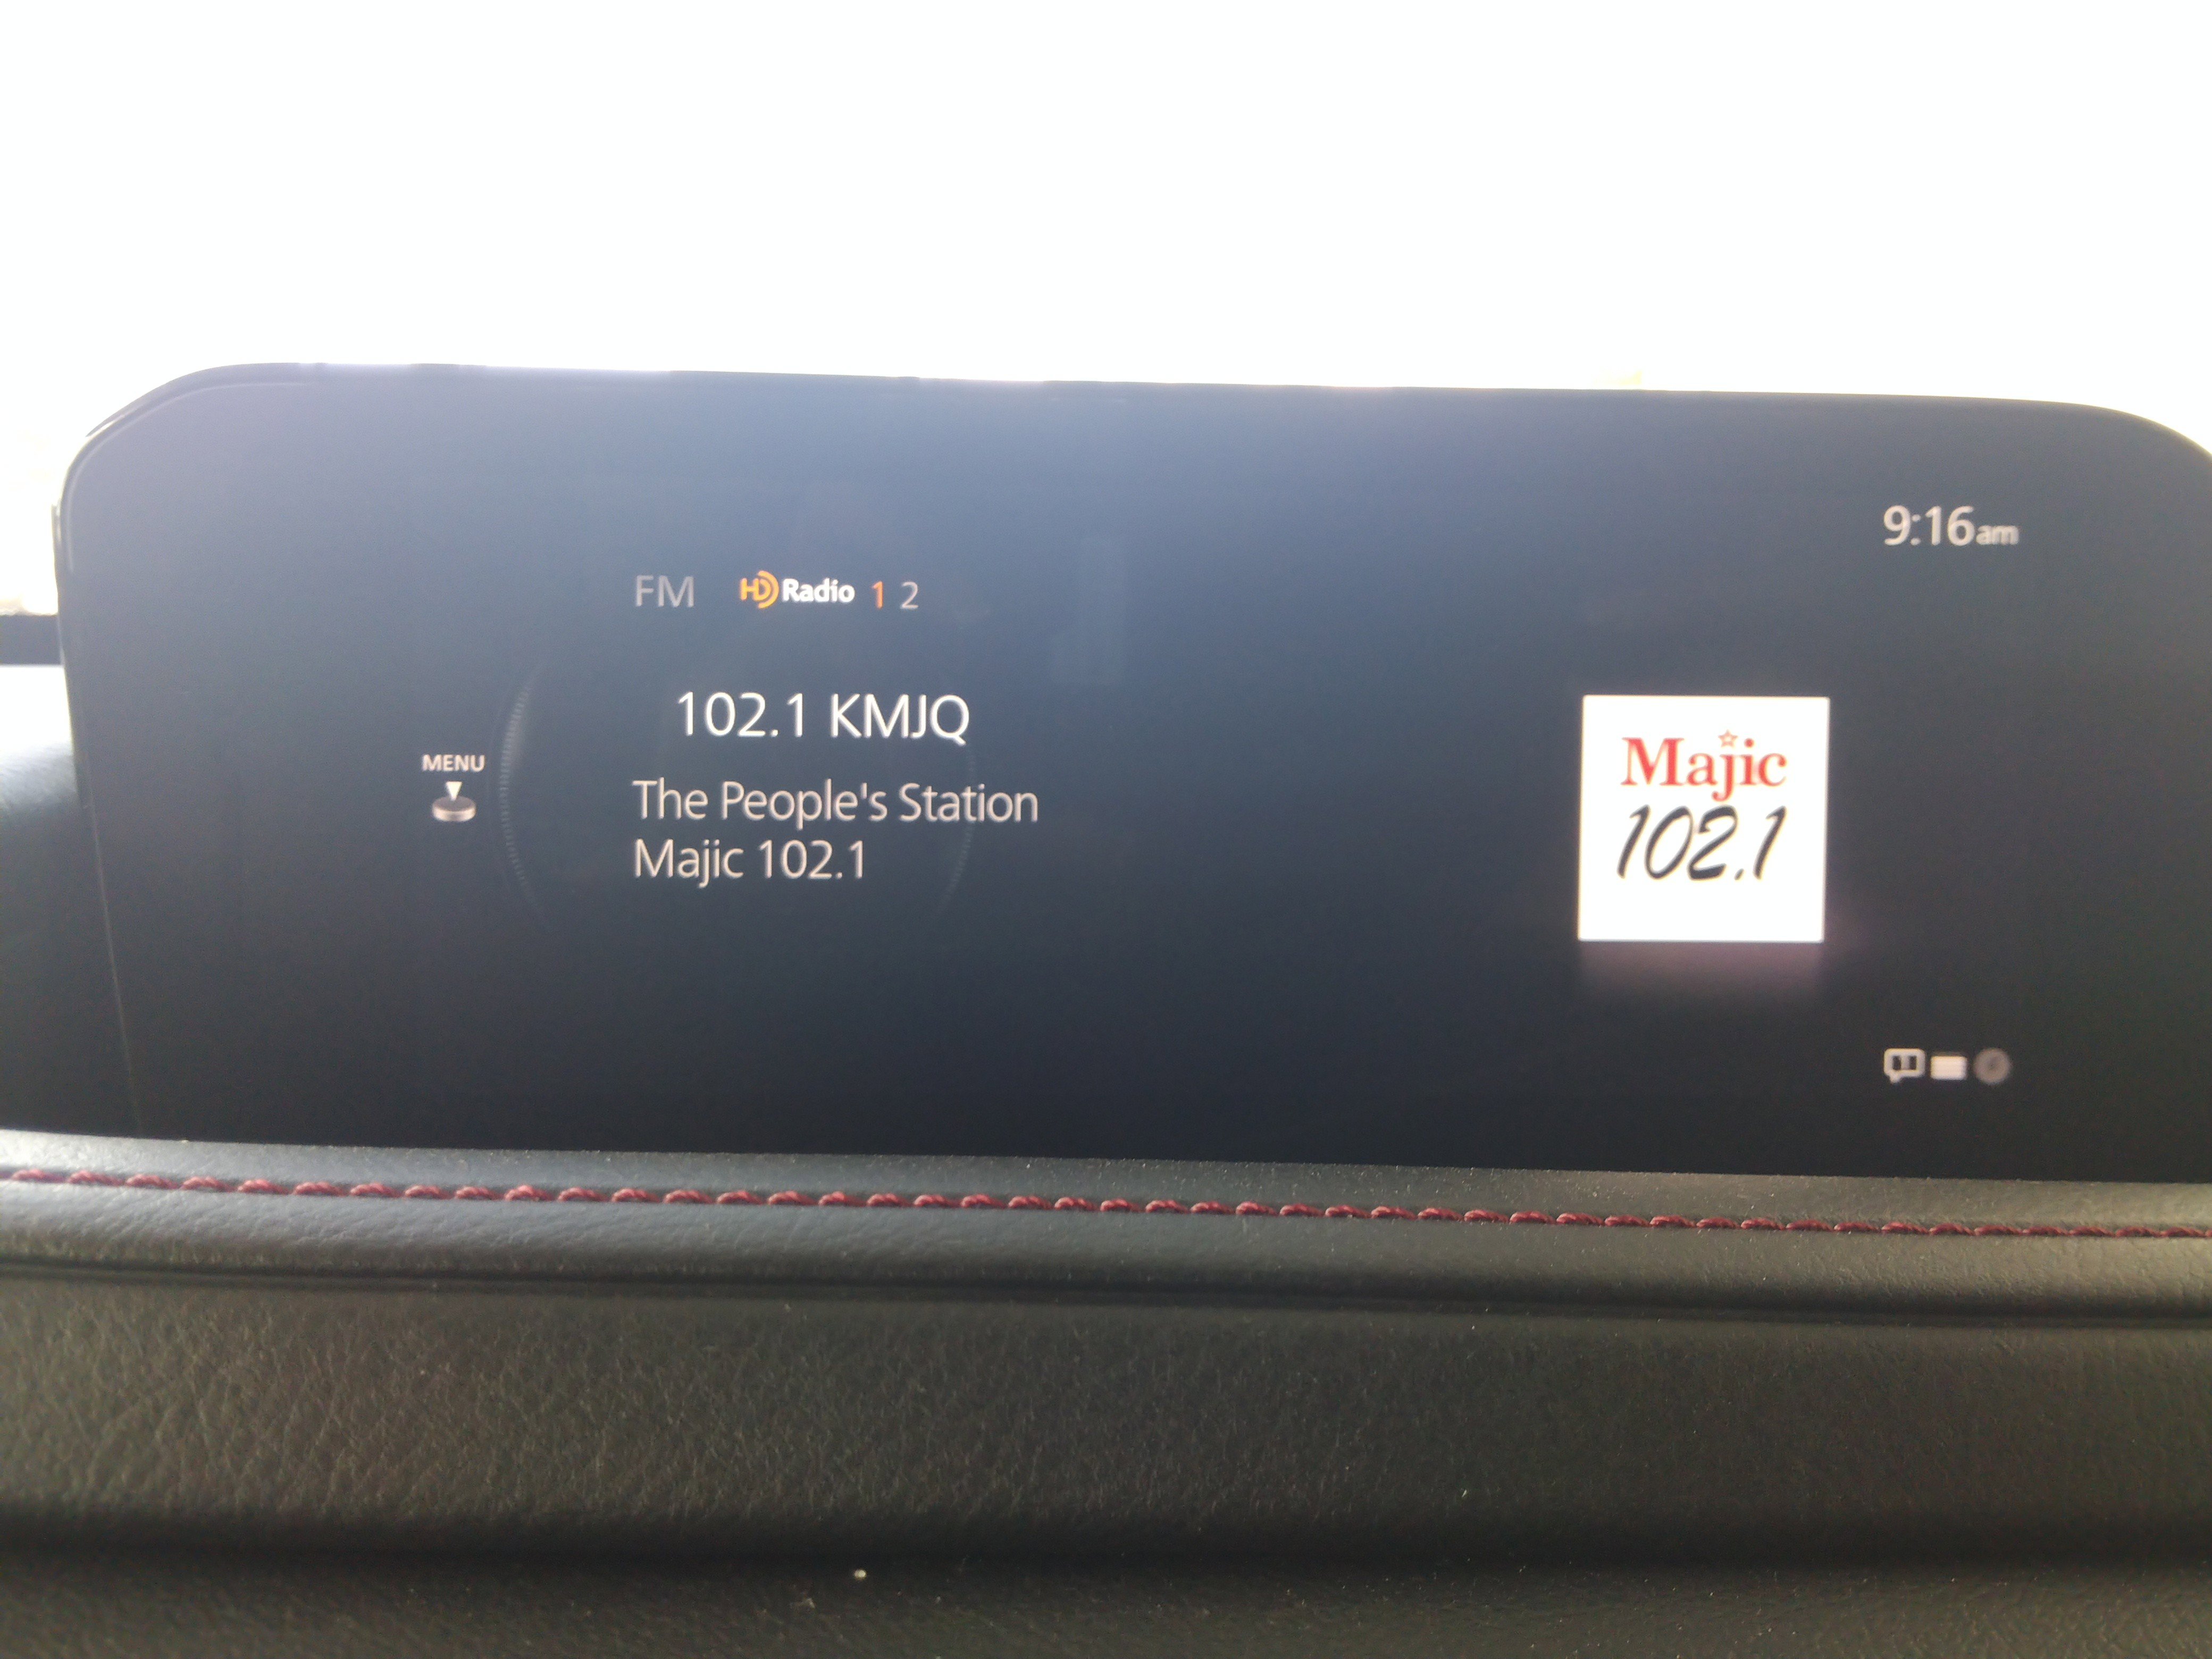 9:16am
FM HD Radio 1 2
102.1 KMJQ
MENU
The People's Station
Majic 102.1
Majic
102.1